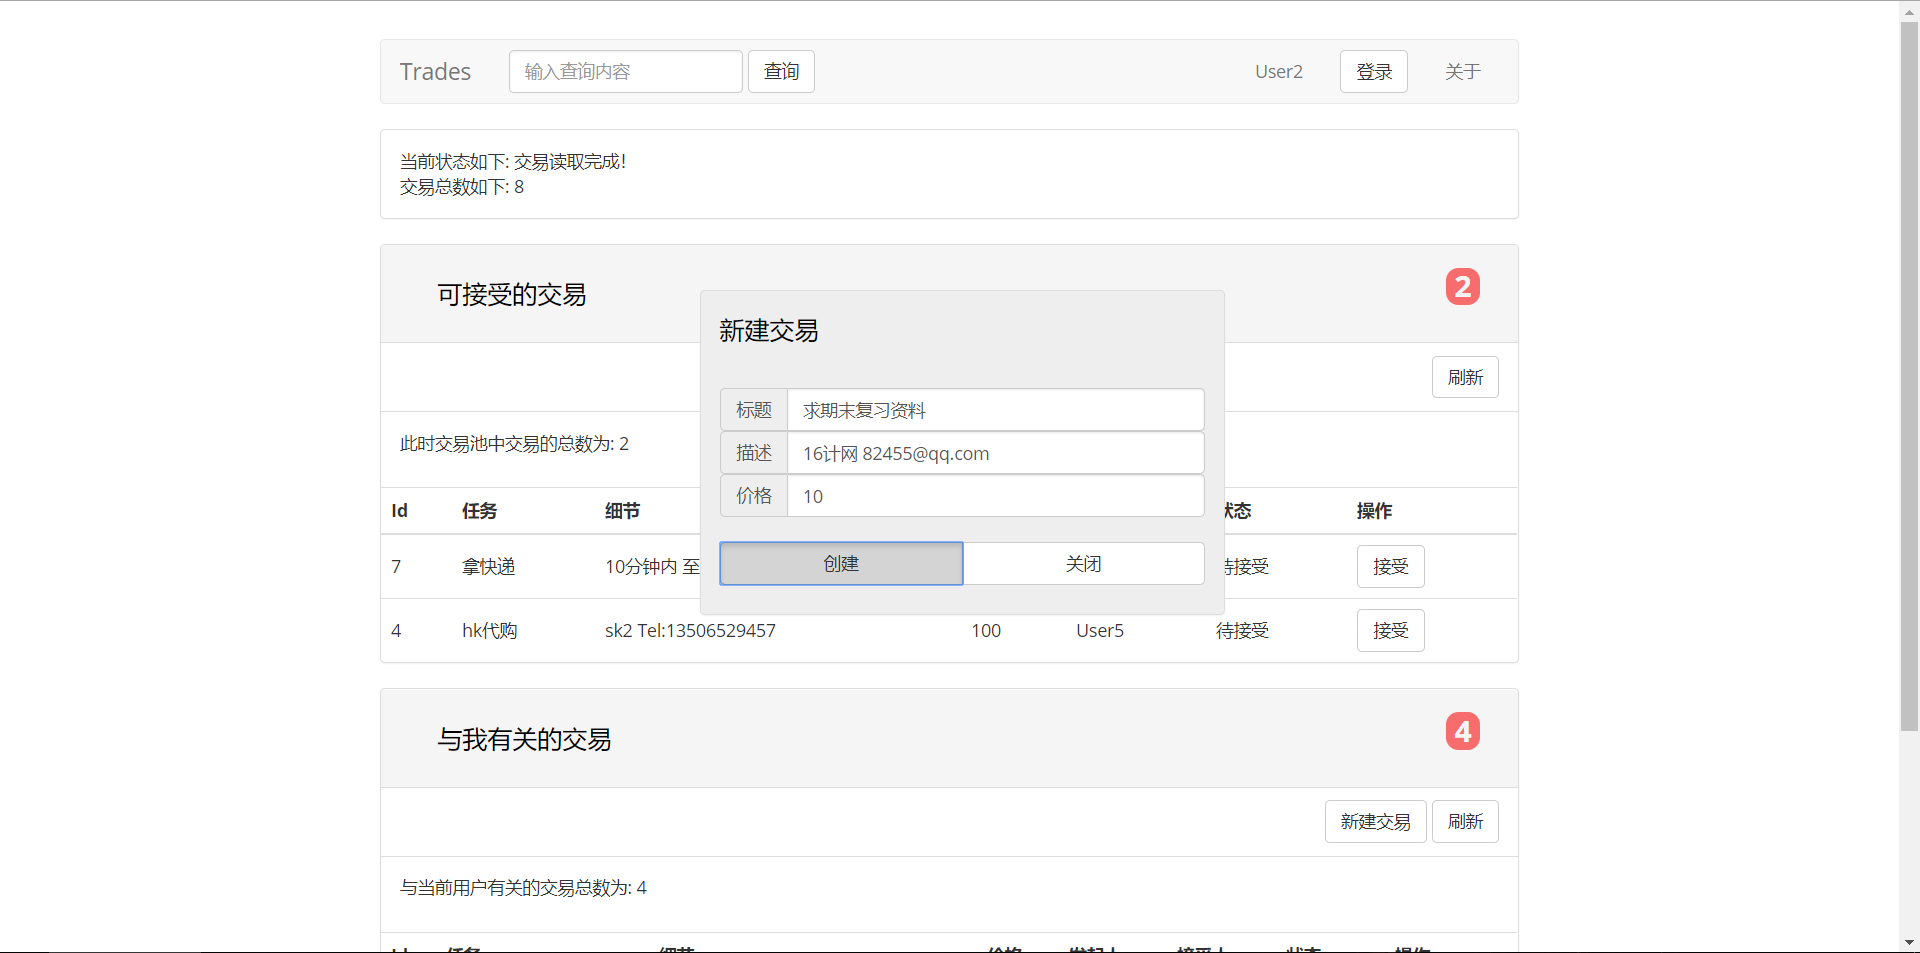 Trades 输入查询内容 查询 User2 登录 关于
当前状态如下: 交易读取完成!
交易总数如下: 8
可接受的交易 2
新建交易
刷新
标题 求期末复习资料
此时交易池中交易的总数为: 2
描述 16计网 82455@qq.com
价格 10
Id 任务 细节 状态 操作
创建 关闭
7 拿快递 10分钟内 至 待接受 接受
4 hk代购 sk2 Tel:13506529457 100 User5 待接受 接受
与我有关的交易 4
新建交易 刷新
与当前用户有关的交易总数为: 4